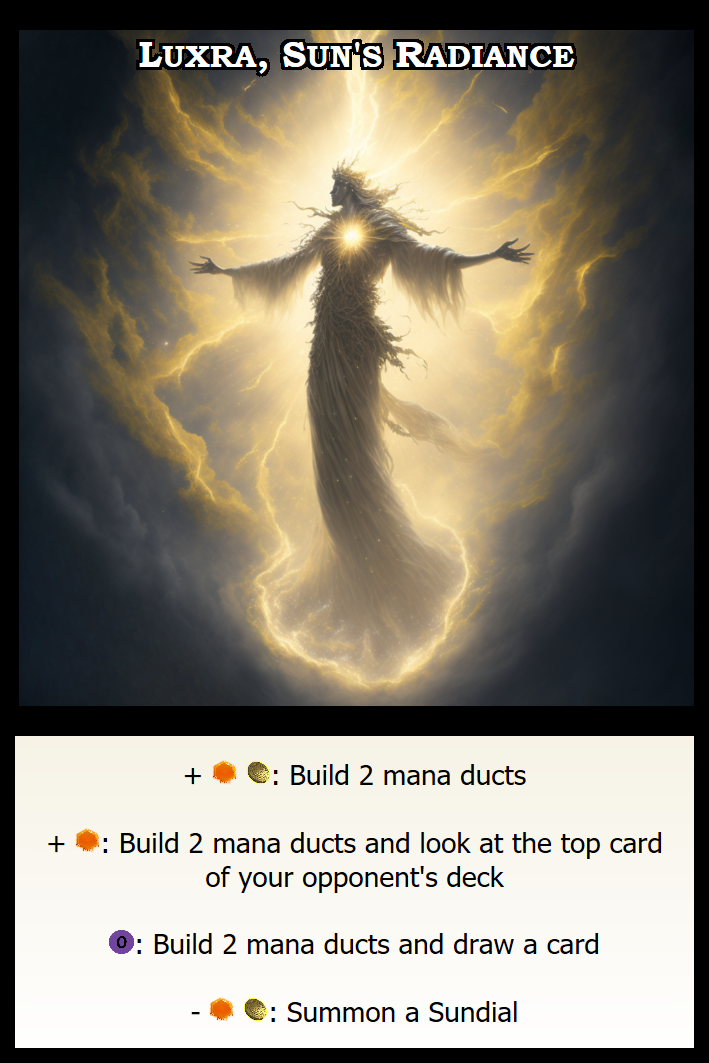 Luxra, Sun's Radiance
+ : Build 2 mana ducts
+ : Build 2 mana ducts and look at the top card
of your opponent's deck
0: Build 2 mana ducts and draw a card
- : Summon a Sundial